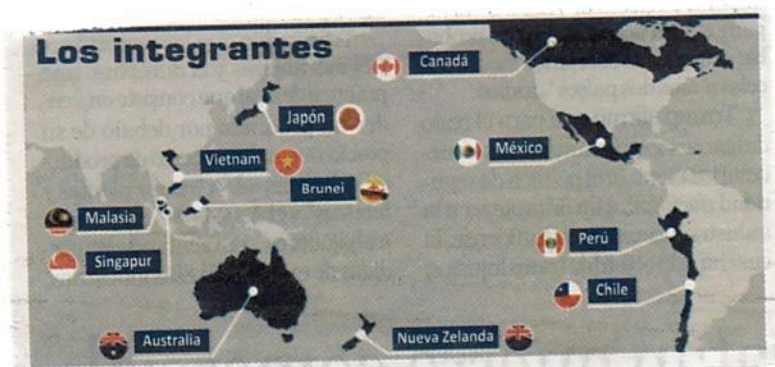 Los integrantes
Canadá
Japón
Vietnam
México
Brunei
Malasia
Singapur
Perú
Chile
Australia
Nueva Zelanda